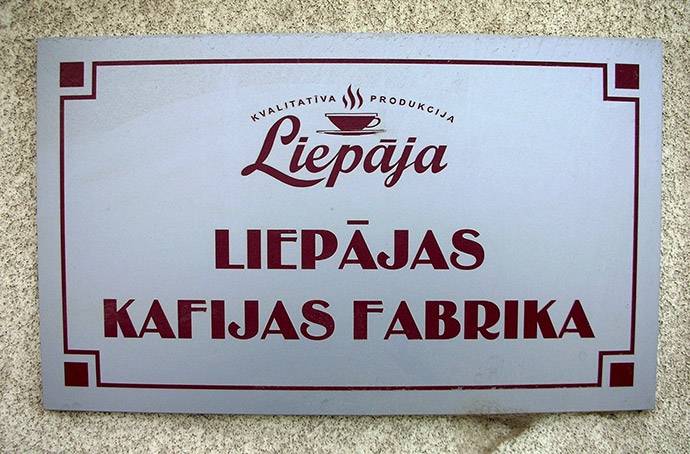 KVALITATĪVA PRODUKCIJA
Liepāja
LIEPĀJAS
KAFIJAS FABRIKA